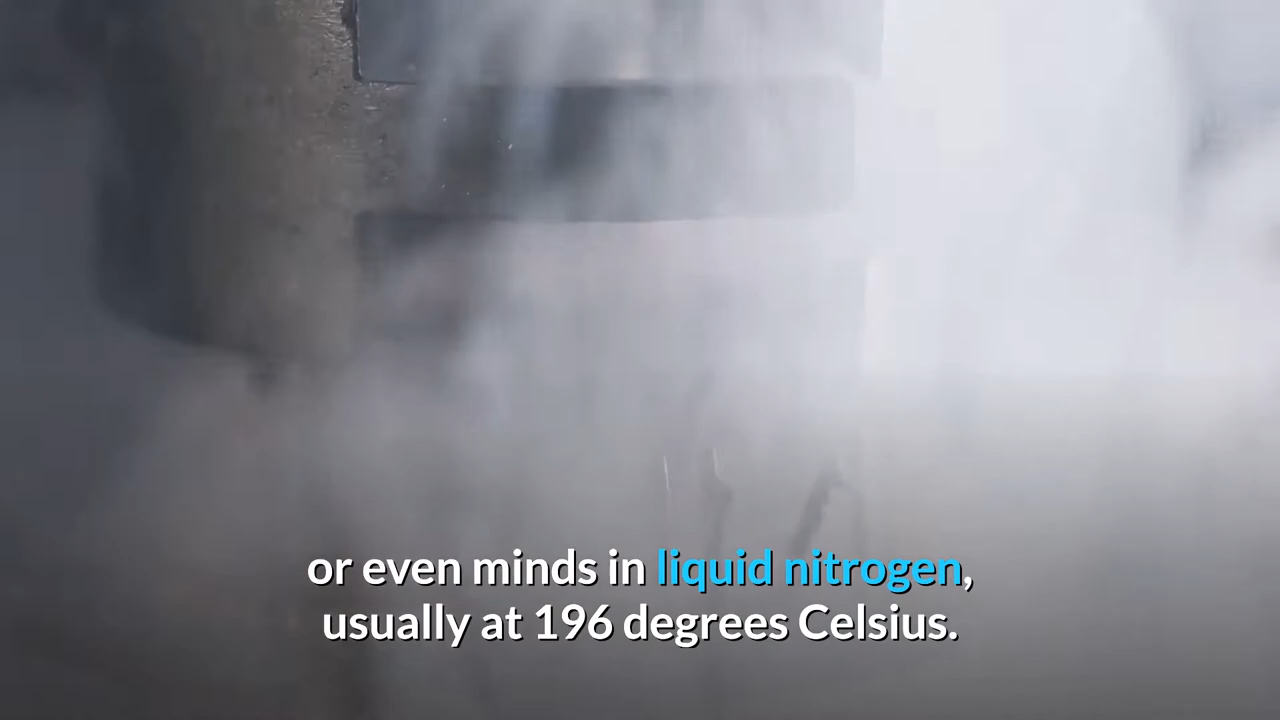 or even minds in liquid nitrogen,
usually at 196 degrees Celsius.